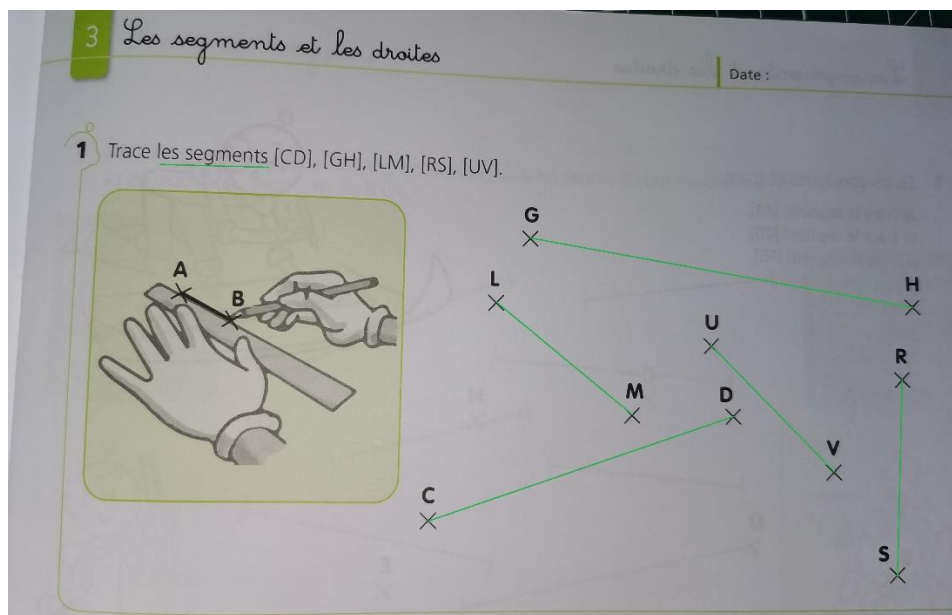 3 Les segments et les droites
Date :
1 Trace les segments [CD], [GH], [LM], [RS], [UV].
G
A
L
H
B
U
R
M
D
V
C
S